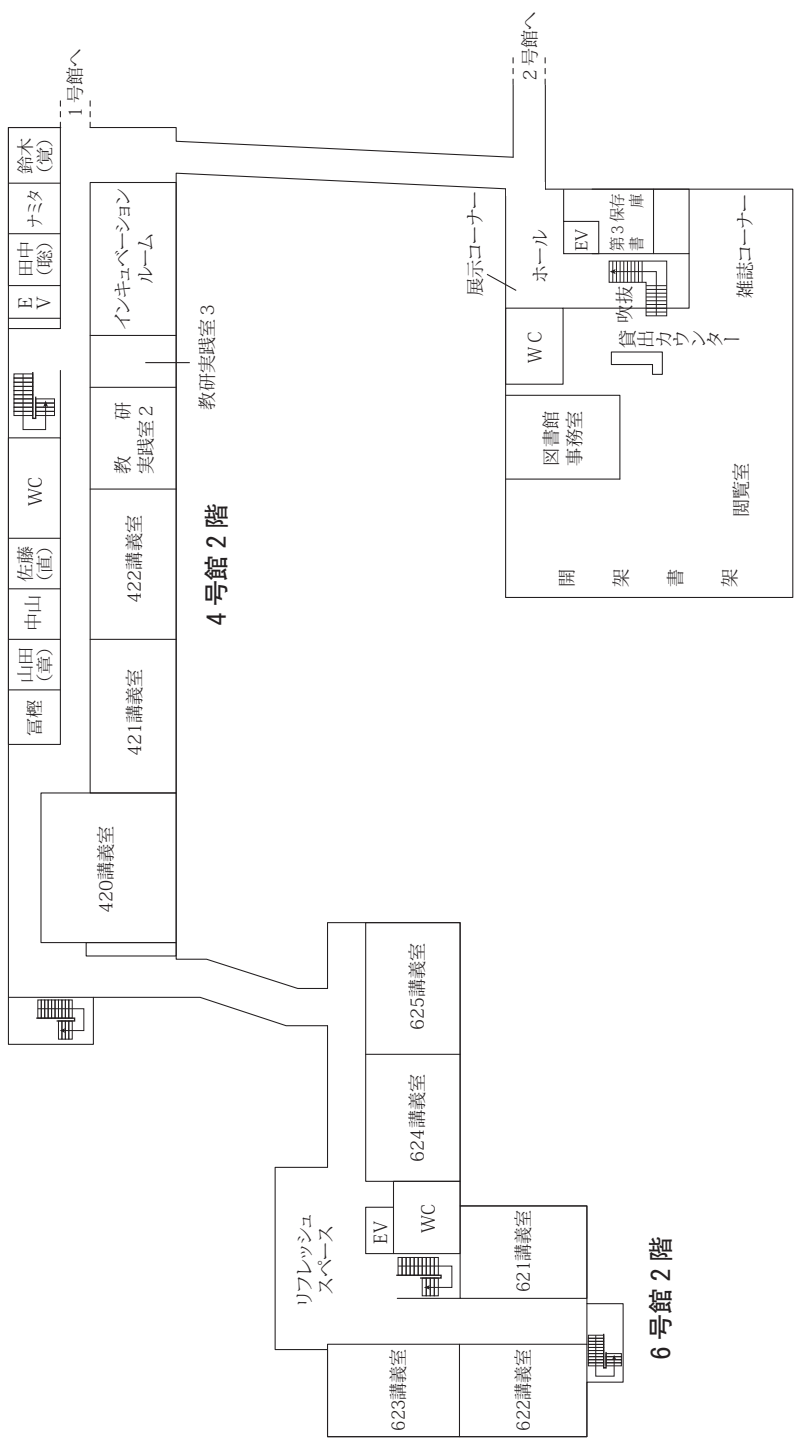 冨樫
山田
(章)
中山
佐藤
(直)
WC
E
V
田中
(聡)
ナミタ
鈴木
(覚)
1号館へ
420講義室
421講義室
422講義室
教 研
実践室2
インキュベーション
ルーム
教研実践室3
4号館2階
リフレッシュ
スペース
EV
WC
623講義室
622講義室
621講義室
624講義室
625講義室
6号館2階
展示コーナー
ホール
2号館へ
WC
EV
図書館
事務室
吹抜
第3保存
書 庫
貸出カウンター
開 架 書 架
閲覧室
雑誌コーナー